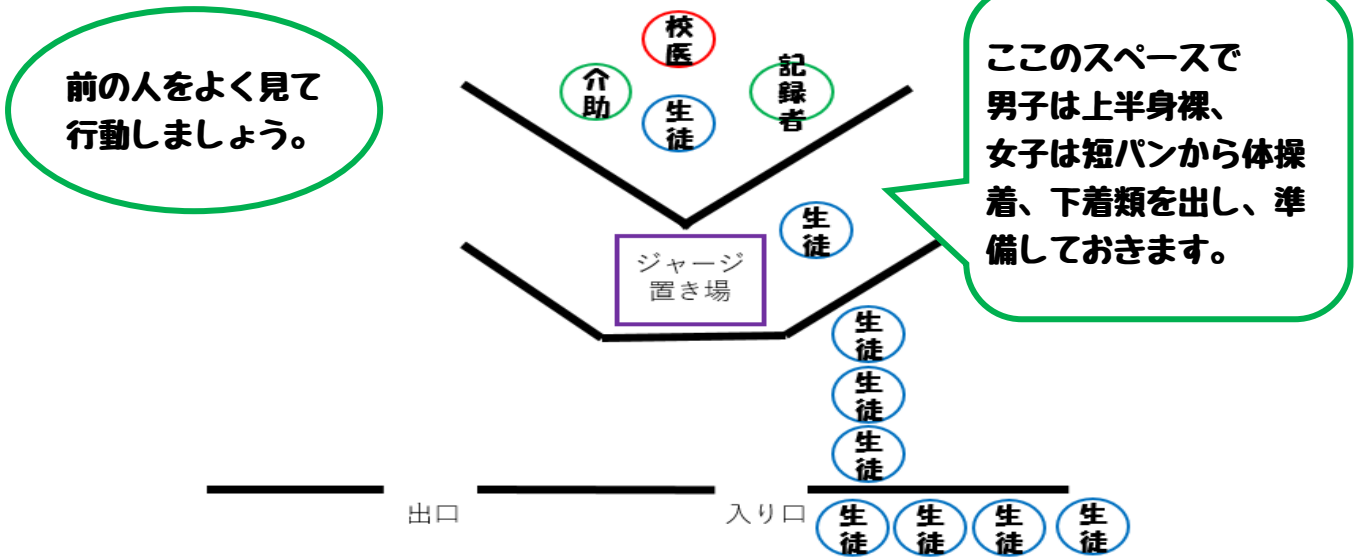 前の人をよく見て
行動しましょう。
校医
介助
記録者
生徒
ここのスペースで
男子は上半身裸、
女子は短パンから体操
着、下着類を出し、準
備しておきます。
生徒
ジャージ
置き場
生徒
生徒
生徒
出口
入り口
生徒
生徒
生徒
生徒